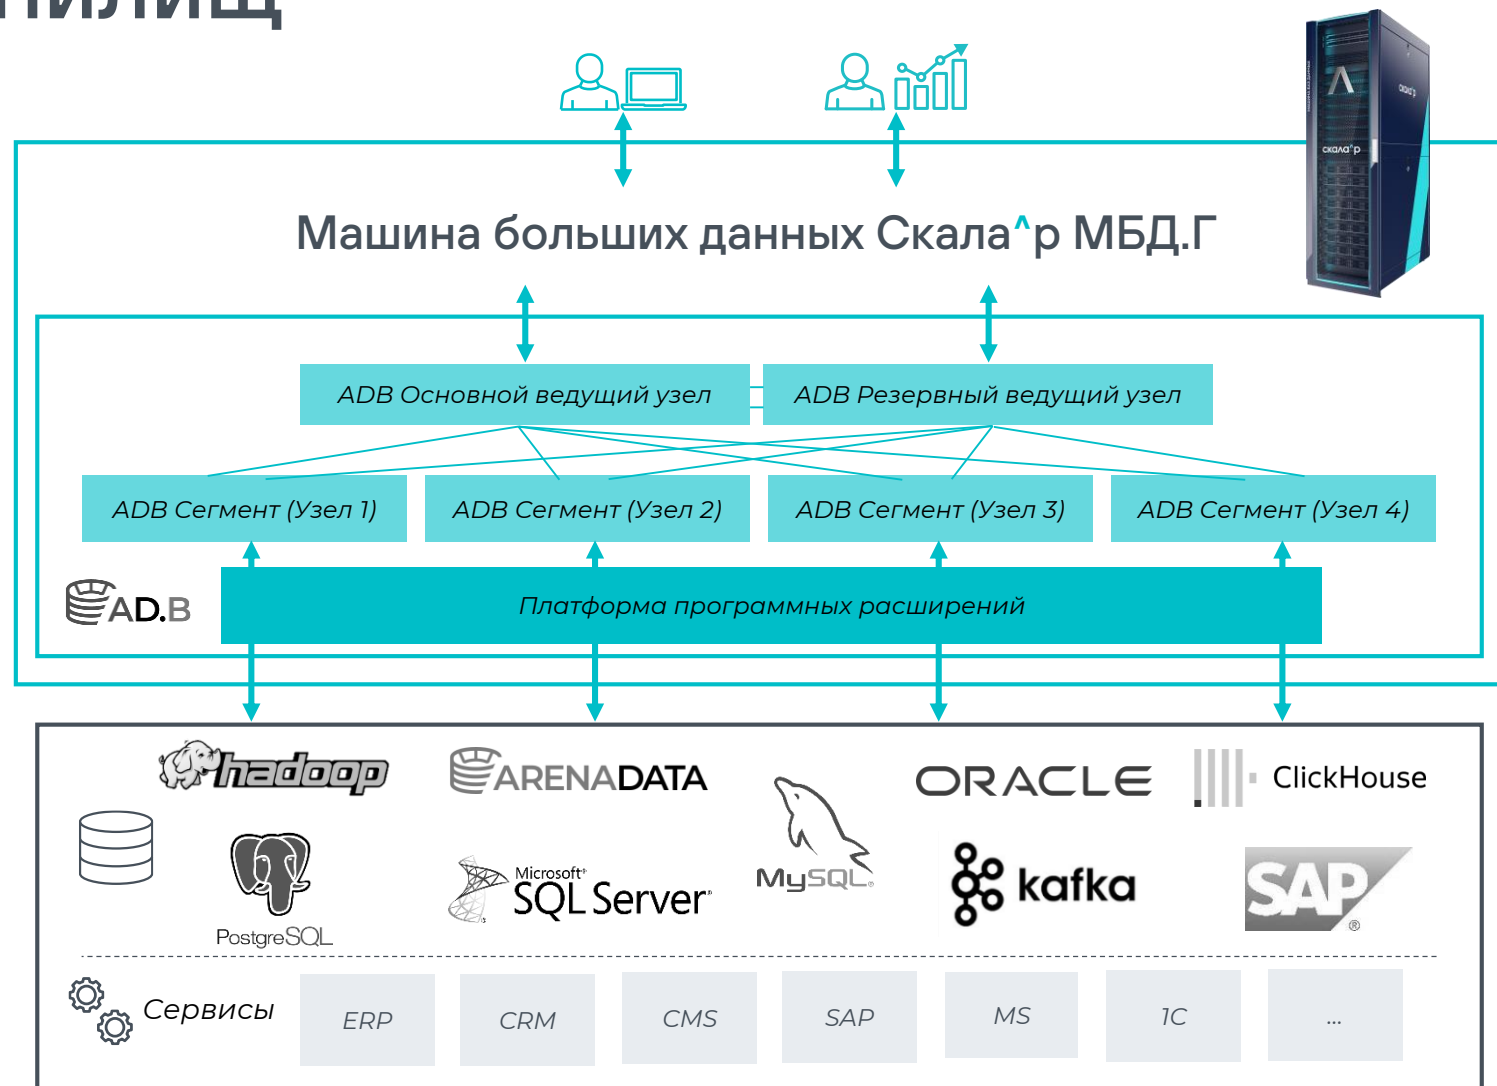 Машина больших данных Скала^р МБД.Г
скала^р
скала^р
ADB Основной ведущий узел
ADB Резервный ведущий узел
ADB Сегмент (Узел 1)
ADB Сегмент (Узел 2)
ADB Сегмент (Узел 3)
ADB Сегмент (Узел 4)
AD.B
Платформа программных расширений
hadoop
ARENADATA
ORACLE
ClickHouse
PostgreSQL
Microsoft®
SQL Server®
MySQL®
kafka
SAP®
Сервисы
ERP
CRM
CMS
SAP
MS
1C
...